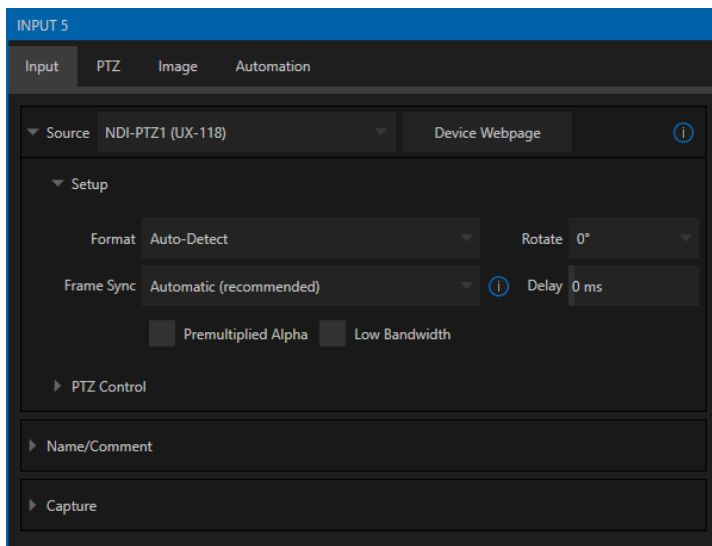 INPUT 5
Input PTZ Image Automation
Source NDI-PTZ1 (UX-118) Device Webpage
Setup
Format Auto-Detect Rotate 0°
Frame Sync Automatic (recommended) Delay 0 ms
Premultiplied Alpha Low Bandwidth
PTZ Control
Name/Comment
Capture